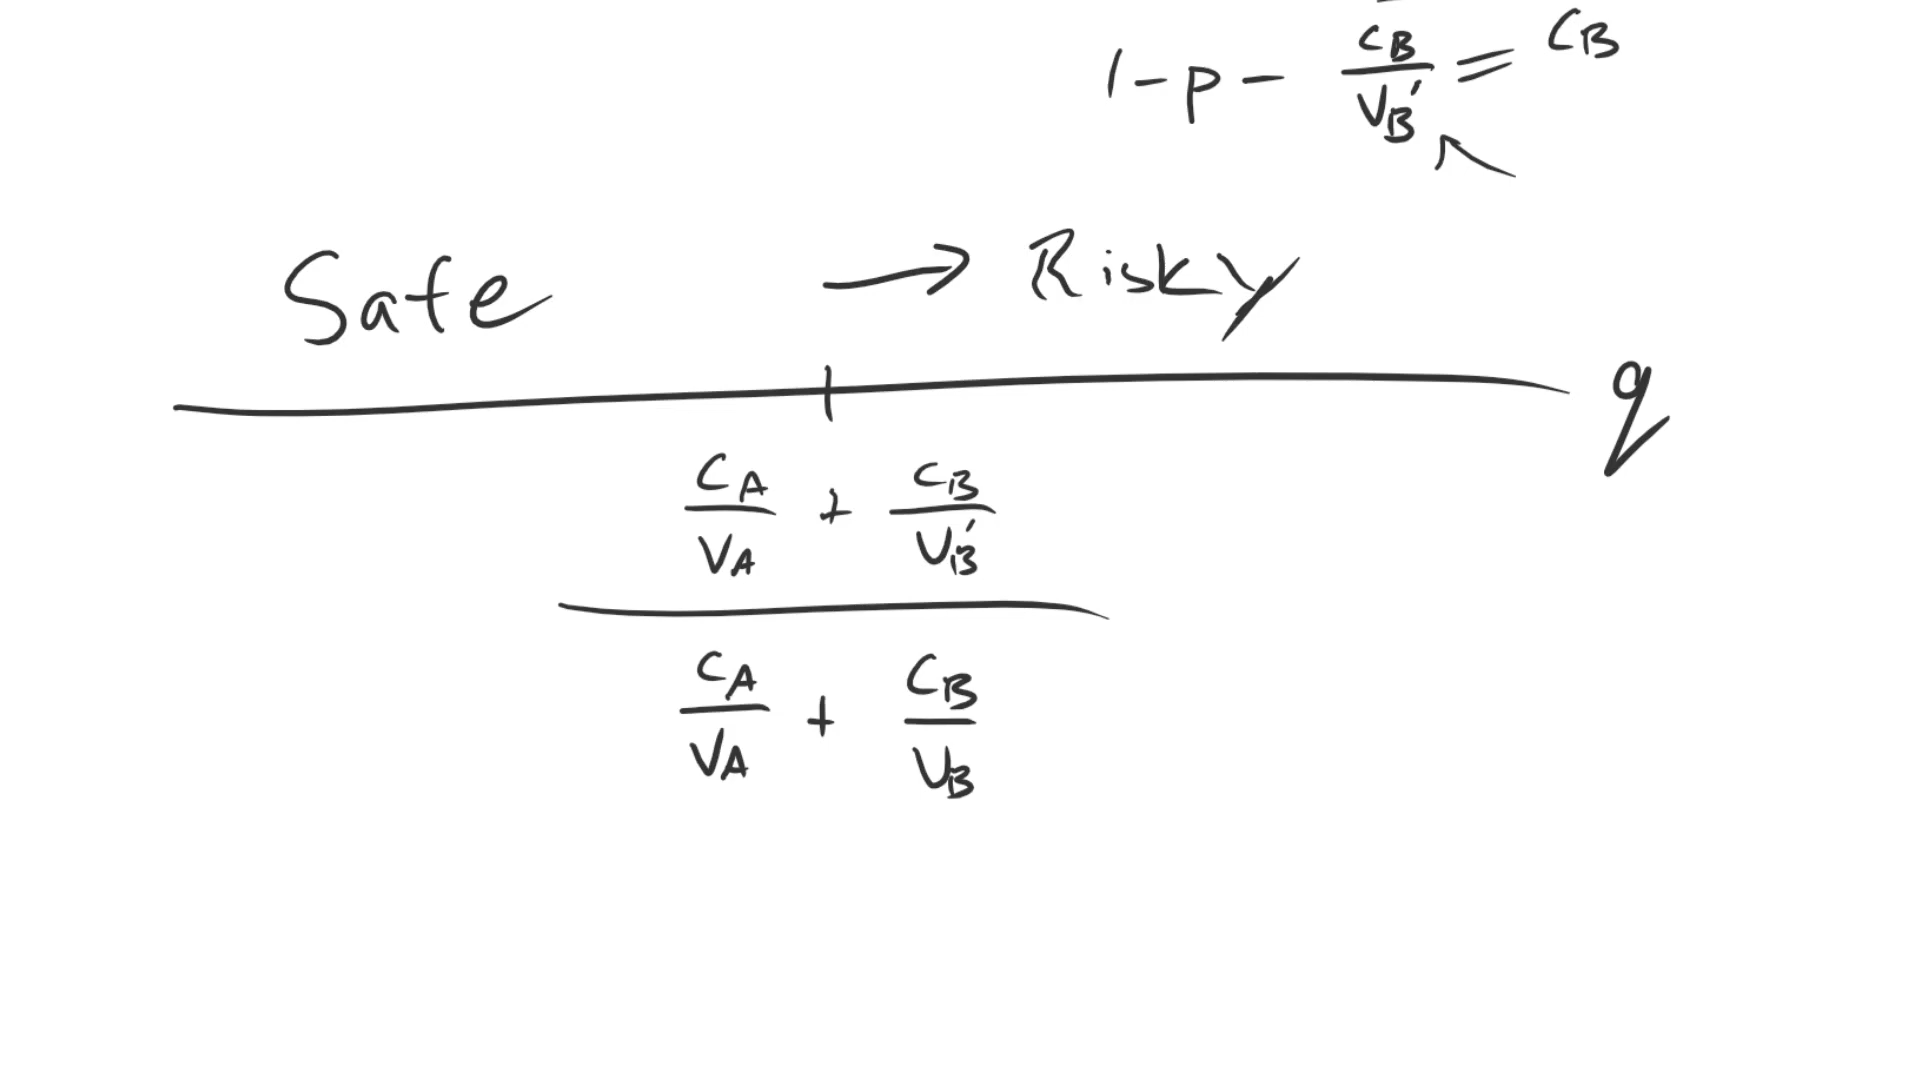 1 - p - C_B / V_B' = C_B
Safe → Risky
q
C_A / V_A + C_B / V_B'
C_A / V_A + C_B / V_B